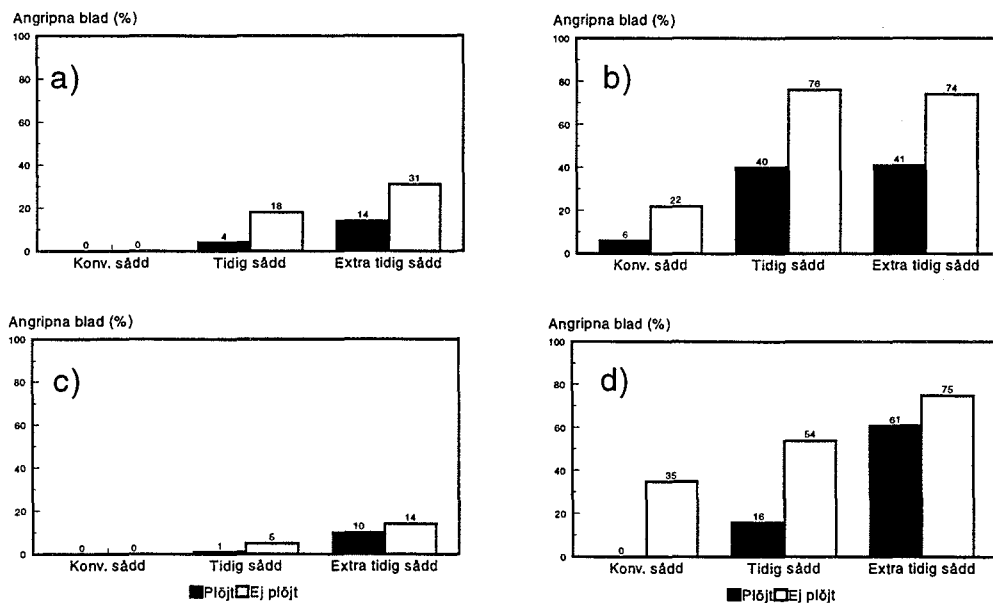 Angripna blad (%)
100
80
60
40
20
0
a)
0
0
4
18
14
31
Konv. sådd
Tidig sådd
Extra tidig sådd
Angripna blad (%)
100
80
60
40
20
0
b)
6
22
40
76
41
74
Konv. sådd
Tidig sådd
Extra tidig sådd
Angripna blad (%)
100
80
60
40
20
0
c)
0
0
1
5
10
14
Konv. sådd
Tidig sådd
Extra tidig sådd
Plöjt Ej plöjt
Angripna blad (%)
100
80
60
40
20
0
d)
0
35
16
54
61
75
Konv. sådd
Tidig sådd
Extra tidig sådd
Plöjt Ej plöjt